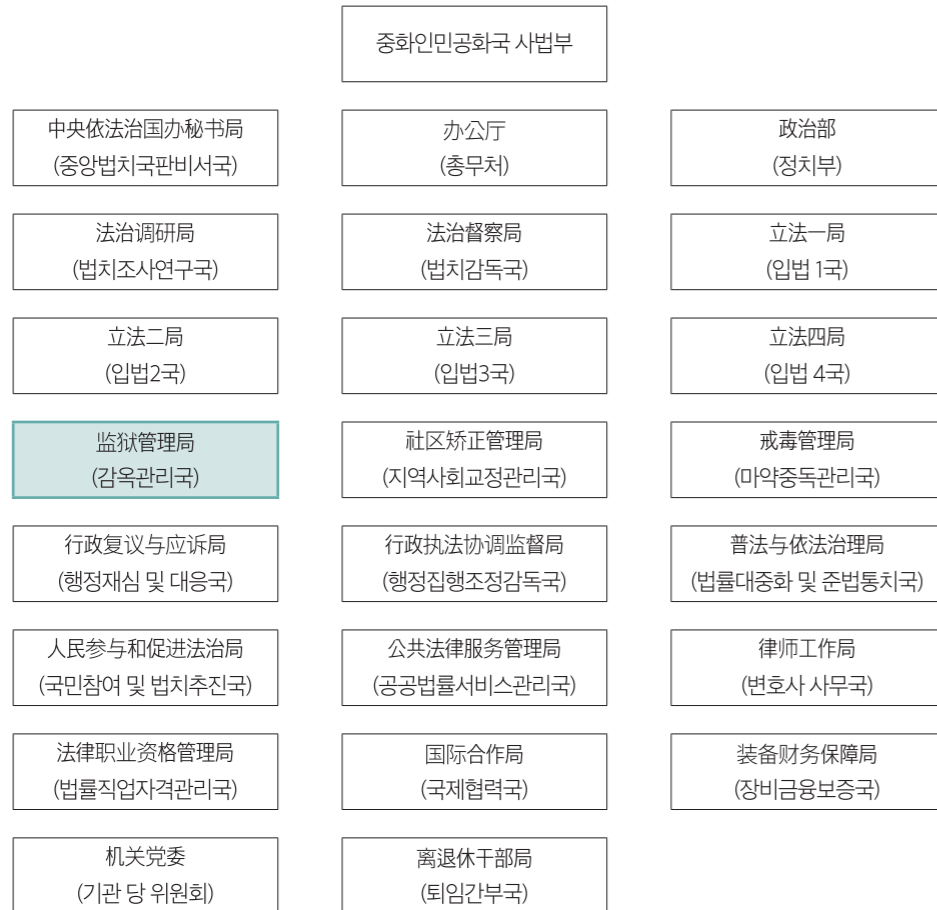 중화인민공화국 사법부
中央依法治国办秘书局
(중앙법치국판비서국)
办公厅
(총무처)
政治部
(정치부)
法治调研局
(법치조사연구국)
法治督察局
(법치감독국)
立法一局
(입법 1국)
立法二局
(입법2국)
立法三局
(입법3국)
立法四局
(입법 4국)
监狱管理局
(감옥관리국)
社区矫正管理局
(지역사회교정관리국)
戒毒管理局
(마약중독관리국)
行政复议与应诉局
(행정재심 및 대응국)
行政执法协调监督局
(행정집행조정감독국)
普法与依法治理局
(법률대중화 및 준법통치국)
人民参与和促进法治局
(국민참여 및 법치추진국)
公共法律服务管理局
(공공법률서비스관리국)
律师工作局
(변호사 사무국)
法律职业资格管理局
(법률직업자격관리국)
国际合作局
(국제협력국)
装备财务保障局
(장비금융보증국)
机关党委
(기관 당 위원회)
离退休干部局
(퇴임간부국)